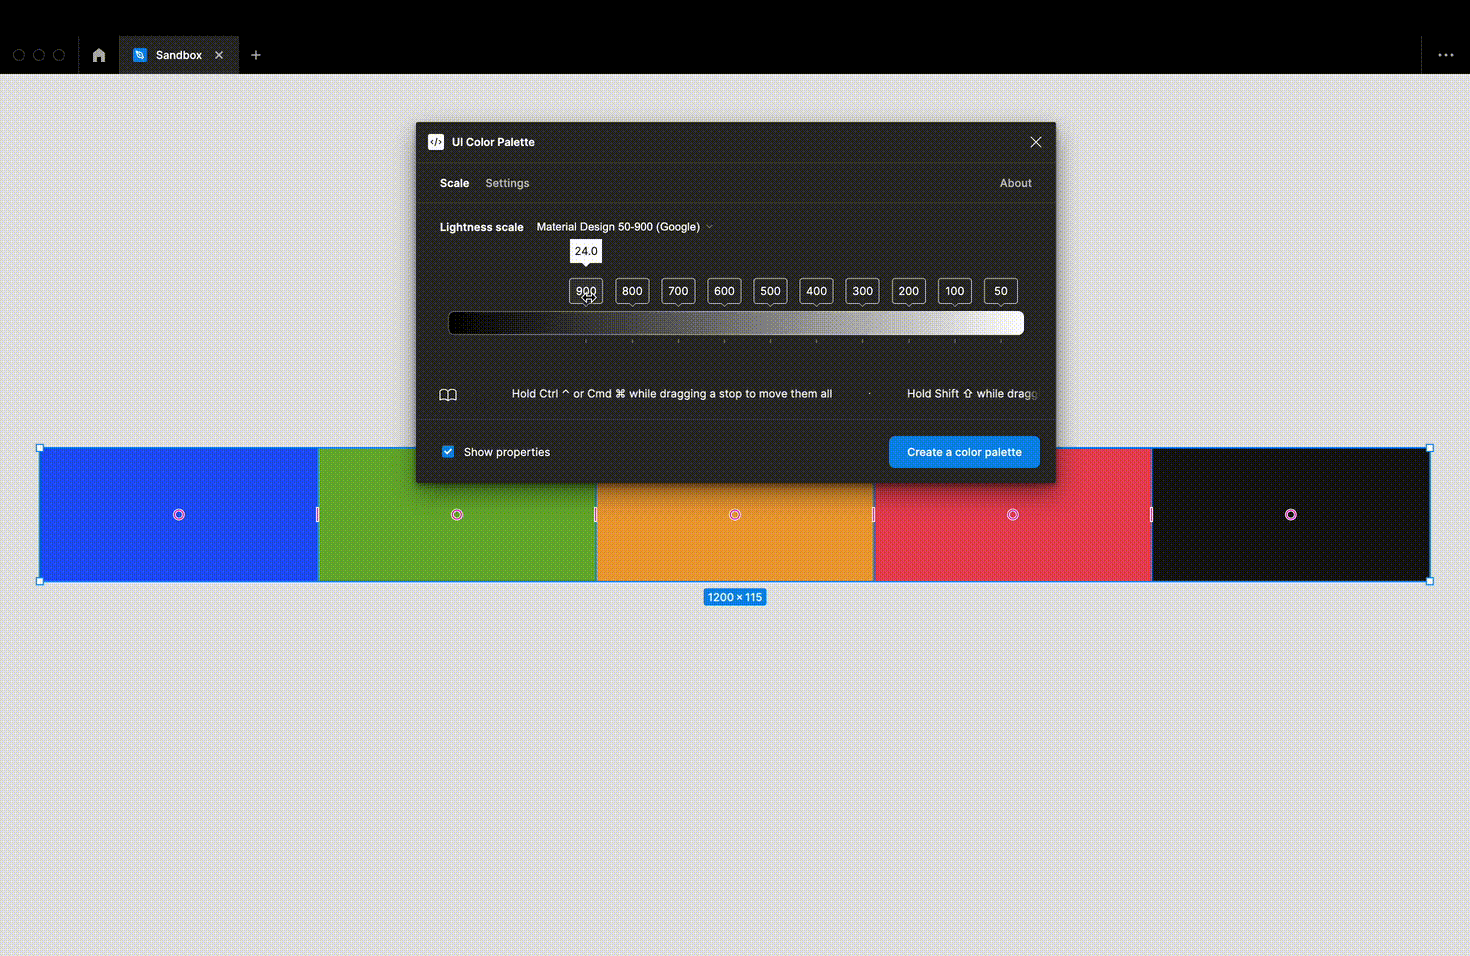 Sandbox
UI Color Palette
Scale Settings About
Lightness scale Material Design 50-900 (Google)
24.0
900 800 700 600 500 400 300 200 100 50
Hold Ctrl ^ or Cmd ⌘ while dragging a stop to move them all · Hold Shift ⇧ while dragg
Show properties Create a color palette
1200 × 115